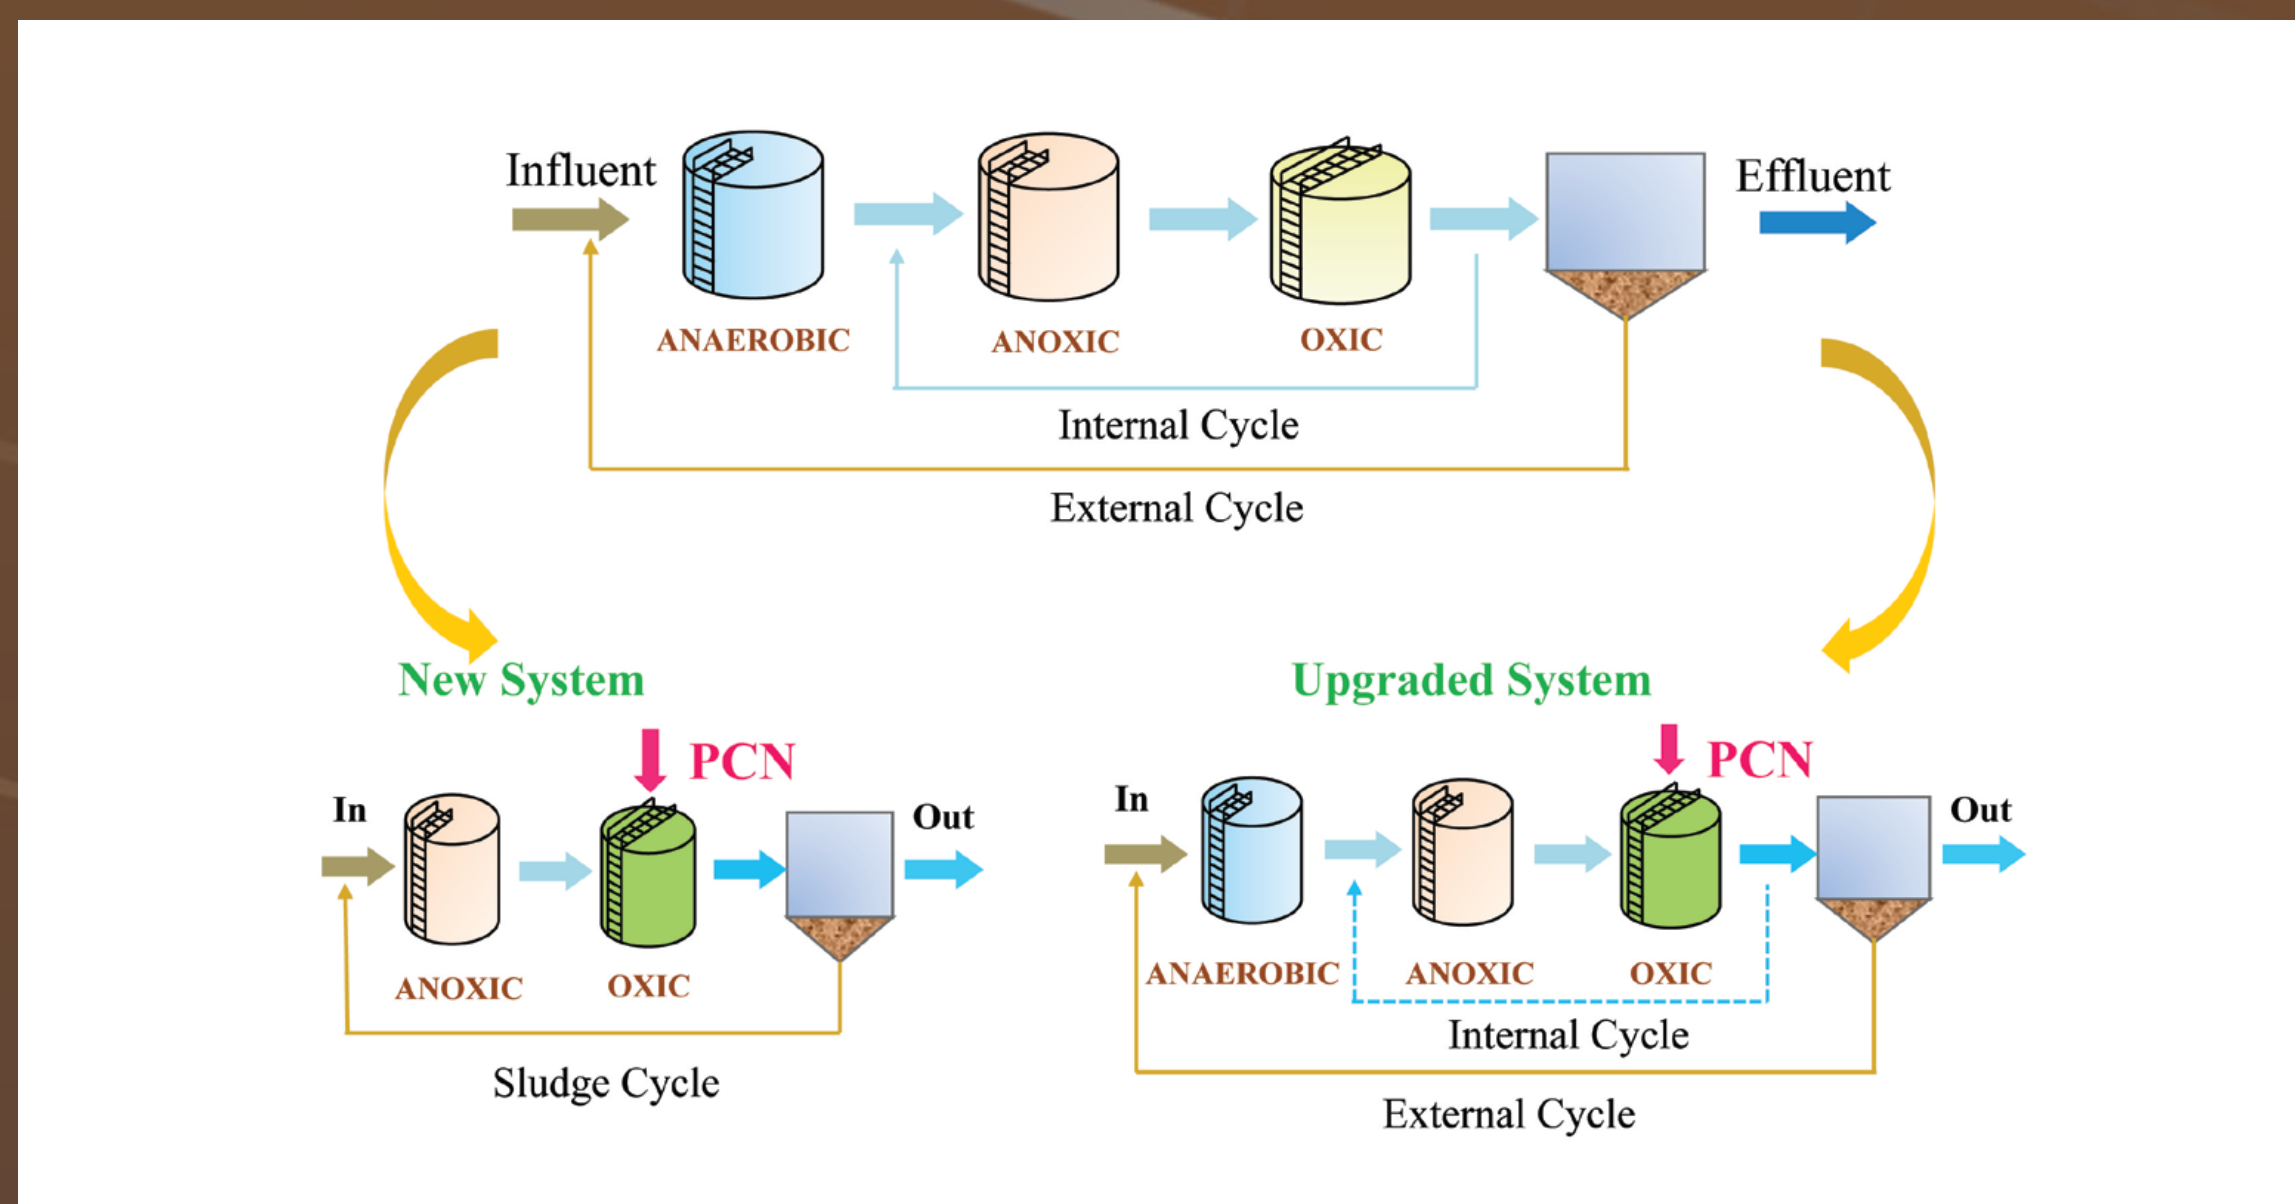 Influent
Effluent
ANAEROBIC
ANOXIC
OXIC
Internal Cycle
External Cycle
New System
PCN
In
Out
ANOXIC
OXIC
Sludge Cycle
Upgraded System
PCN
In
Out
ANAEROBIC
ANOXIC
OXIC
Internal Cycle
External Cycle